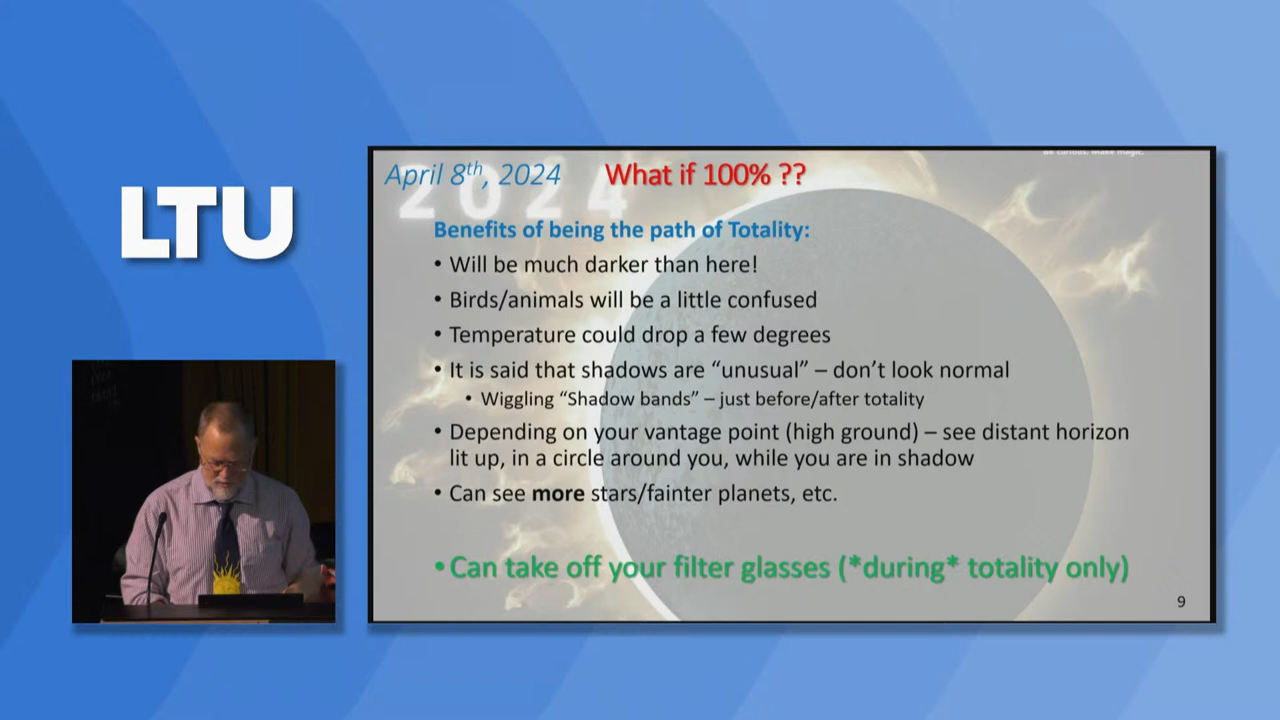 LTU
April 8th, 2024 What if 100% ??
2024
Benefits of being the path of Totality:
• Will be much darker than here!
• Birds/animals will be a little confused
• Temperature could drop a few degrees
• It is said that shadows are “unusual” – don’t look normal
• Wiggling “Shadow bands” – just before/after totality
• Depending on your vantage point (high ground) – see distant horizon
lit up, in a circle around you, while you are in shadow
• Can see more stars/fainter planets, etc.
• Can take off your filter glasses (*during* totality only)
9